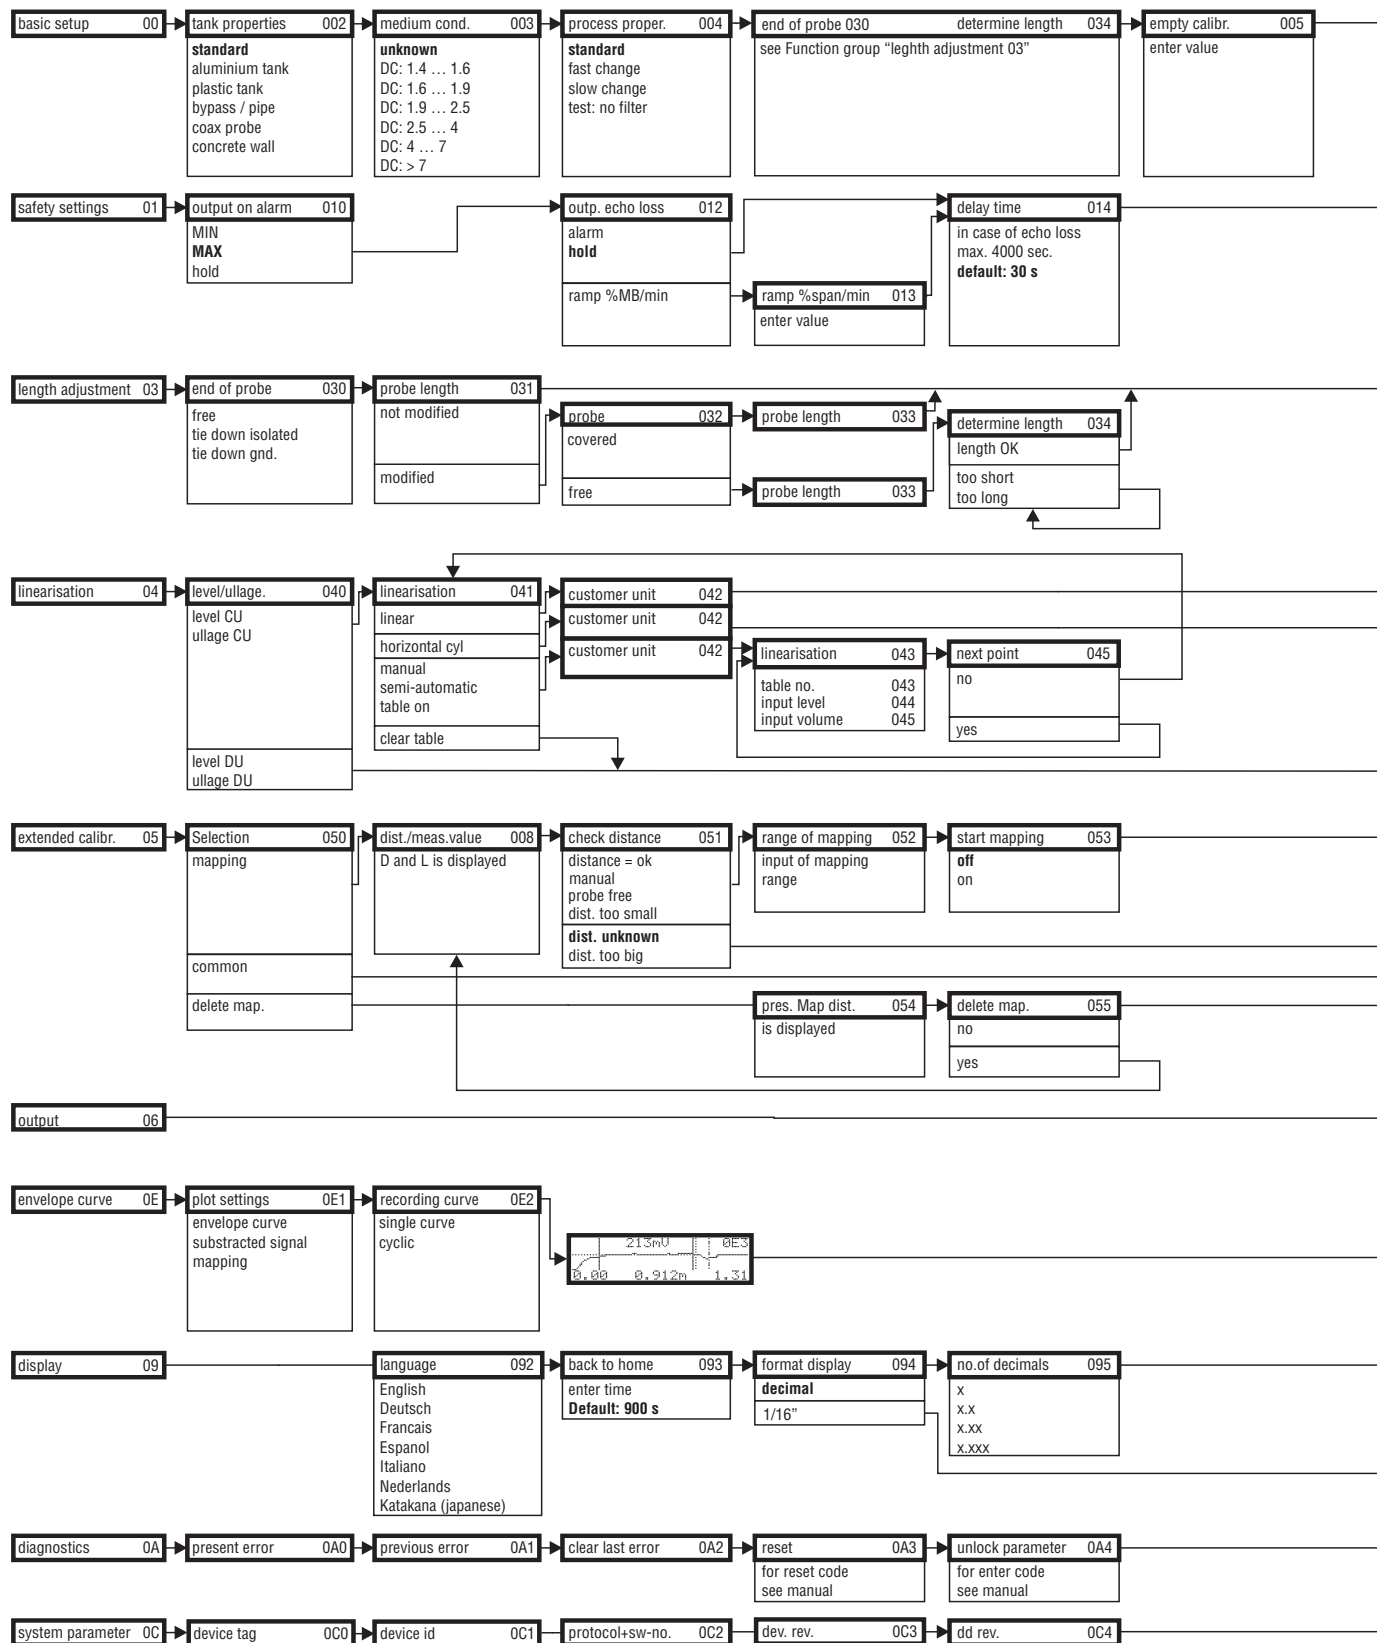 basic setup 00
tank properties 002
medium cond. 003
process proper. 004
end of probe 030 determine length 034
empty calibr. 005
standard
aluminium tank
plastic tank
bypass / pipe
coax probe
concrete wall
unknown
DC: 1.4 … 1.6
DC: 1.6 … 1.9
DC: 1.9 … 2.5
DC: 2.5 … 4
DC: 4 … 7
DC: > 7
standard
fast change
slow change
test: no filter
see Function group “leghth adjustment 03”
enter value
safety settings 01
output on alarm 010
MIN
MAX
hold
outp. echo loss 012
alarm
hold
ramp %MB/min
ramp %span/min 013
enter value
delay time 014
in case of echo loss
max. 4000 sec.
default: 30 s
length adjustment 03
end of probe 030
free
tie down isolated
tie down gnd.
probe length 031
not modified
modified
probe 032
covered
free
probe length 033
probe length 033
determine length 034
length OK
too short
too long
linearisation 04
level/ullage. 040
level CU
ullage CU
level DU
ullage DU
linearisation 041
linear
horizontal cyl
manual
semi-automatic
table on
clear table
customer unit 042
customer unit 042
customer unit 042
linearisation 043
table no. 043
input level 044
input volume 045
next point 045
no
yes
extended calibr. 05
Selection 050
mapping
common
delete map.
dist./meas.value 008
D and L is displayed
check distance 051
distance = ok
manual
probe free
dist. too small
dist. unknown
dist. too big
range of mapping 052
input of mapping
range
start mapping 053
off
on
pres. Map dist. 054
is displayed
delete map. 055
no
yes
output 06
envelope curve 0E
plot settings 0E1
envelope curve
substracted signal
mapping
recording curve 0E2
single curve
cyclic
213mV 0E3
0.00 0.912m 1.31
display 09
language 092
English
Deutsch
Francais
Espanol
Italiano
Nederlands
Katakana (japanese)
back to home 093
enter time
Default: 900 s
format display 094
decimal
1/16”
no.of decimals 095
x
x.x
x.xx
x.xxx
diagnostics 0A
present error 0A0
previous error 0A1
clear last error 0A2
reset 0A3
for reset code
see manual
unlock parameter 0A4
for enter code
see manual
system parameter 0C
device tag 0C0
device id 0C1
protocol+sw-no. 0C2
dev. rev. 0C3
dd rev. 0C4